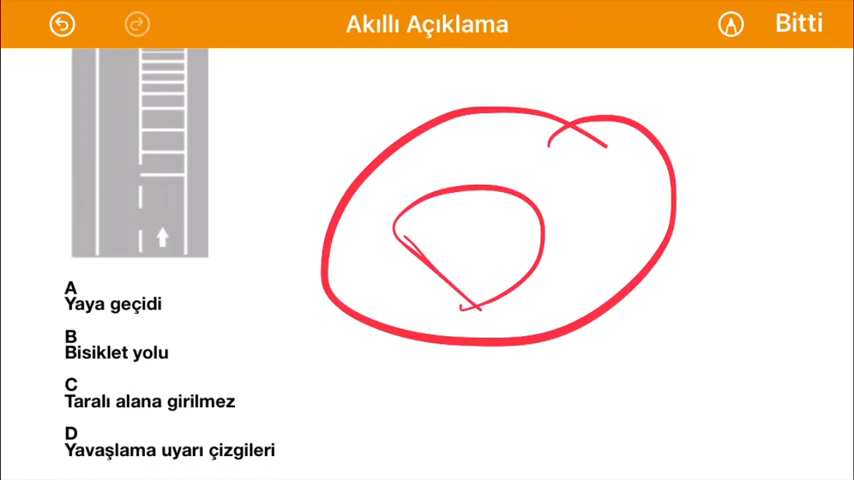 Akıllı Açıklama
Bitti
A
Yaya geçidi
B
Bisiklet yolu
C
Taralı alana girilmez
D
Yavaşlama uyarı çizgileri